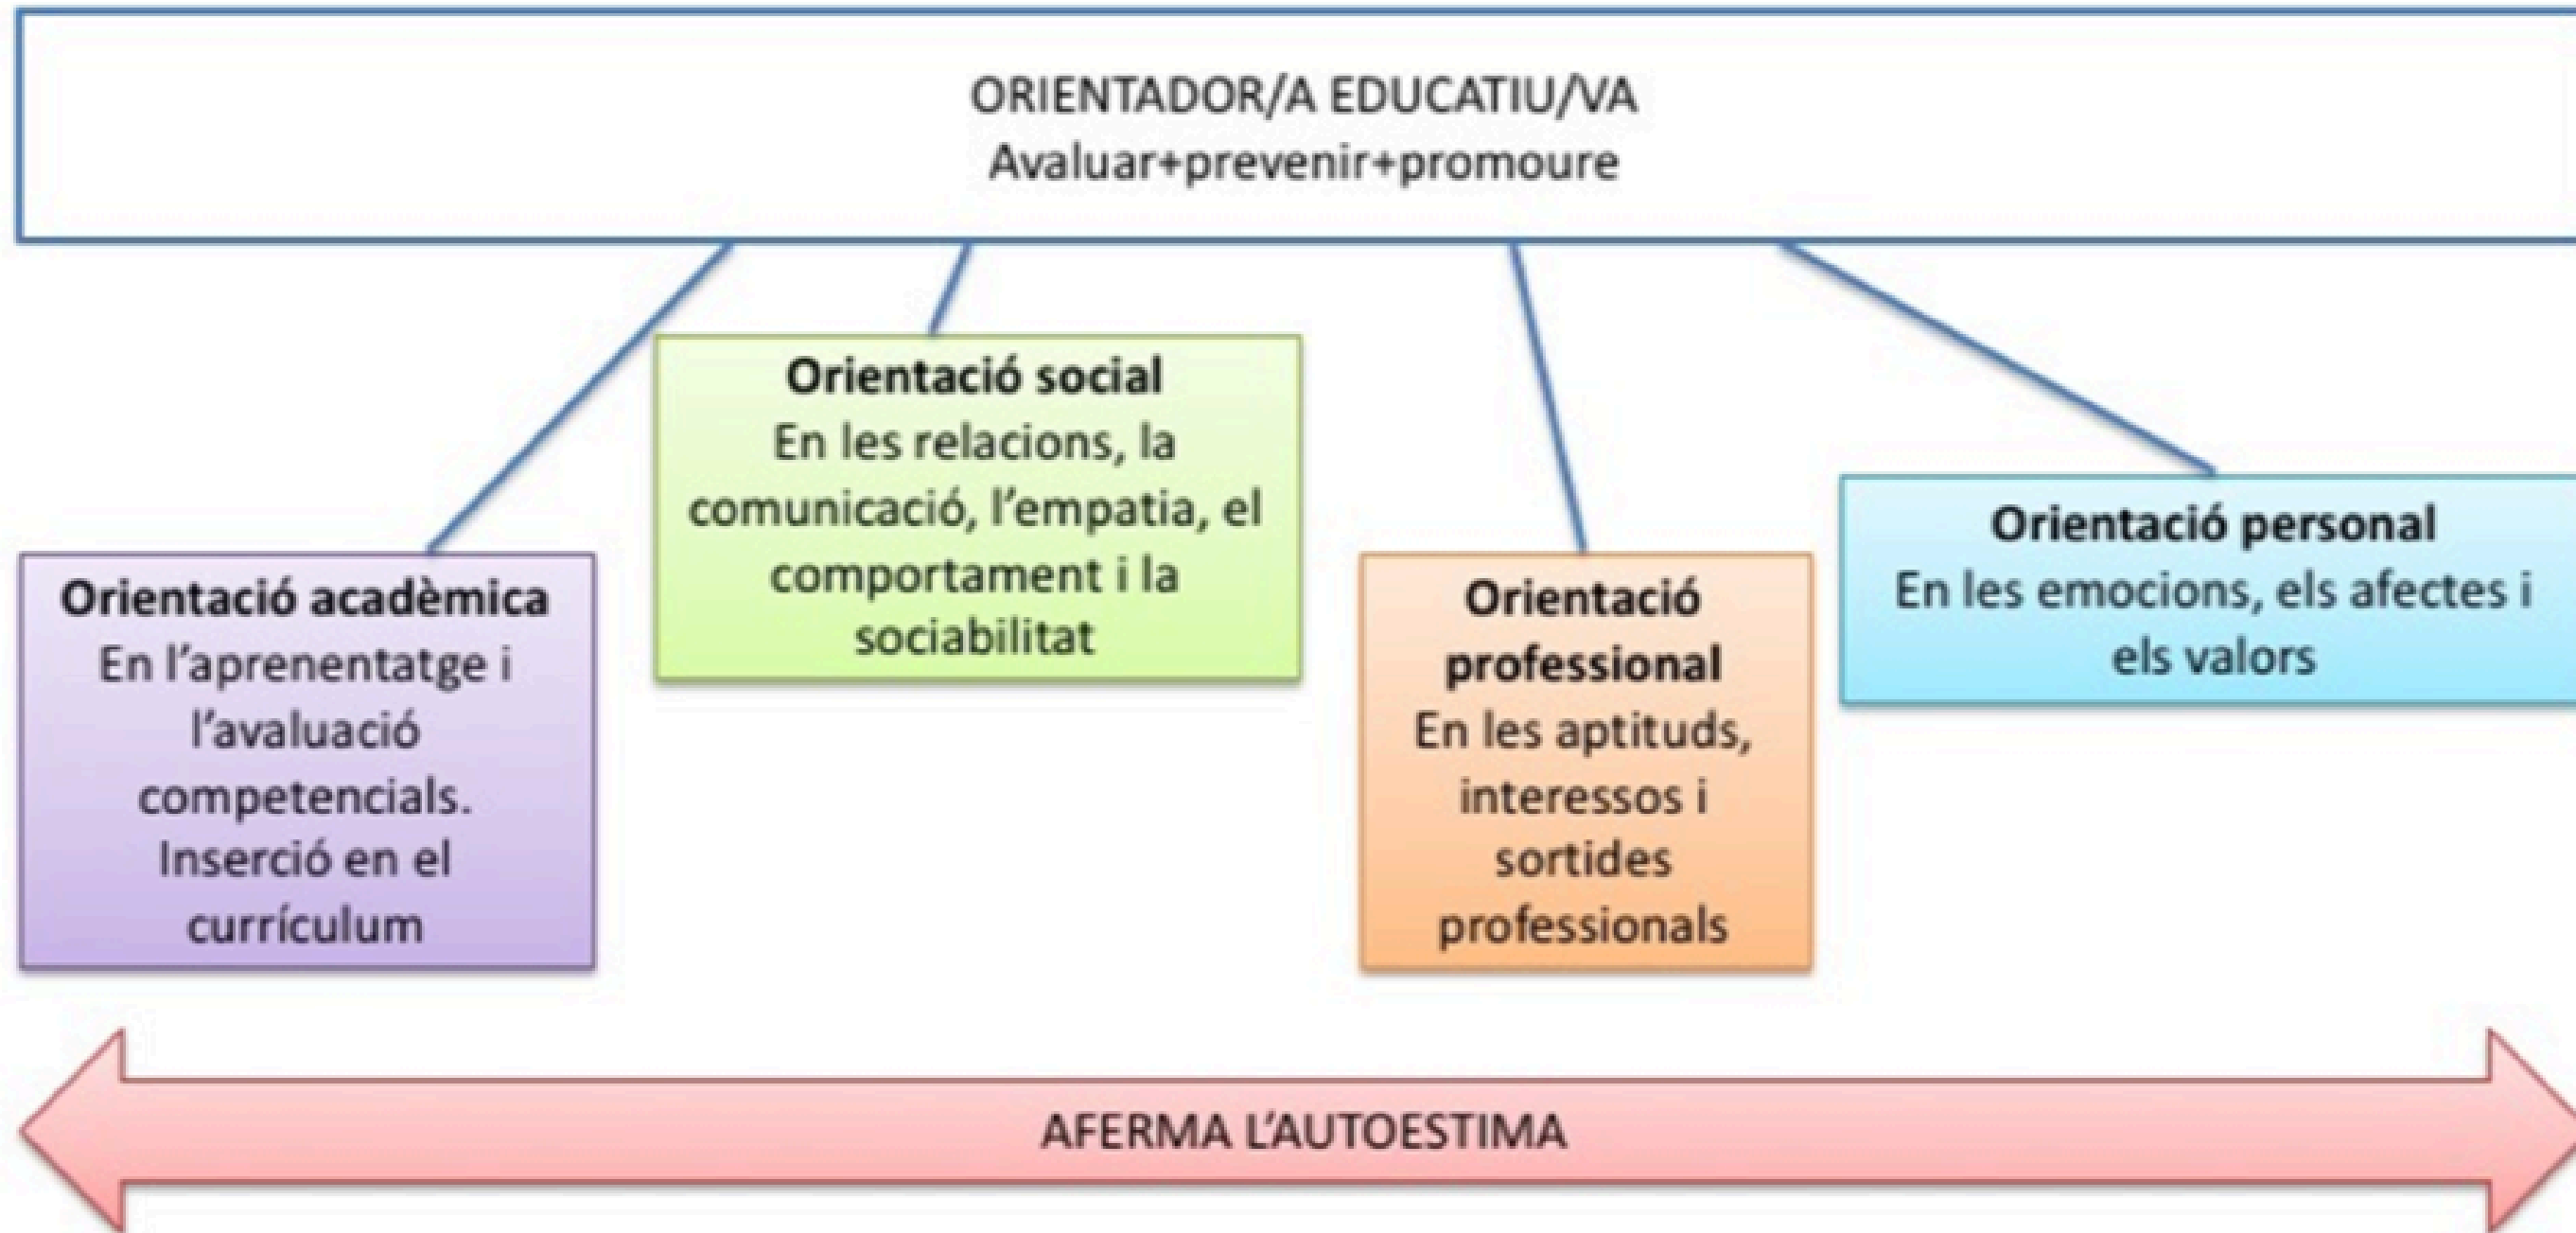 ORIENTADOR/A EDUCATIU/VA
Avaluar+prevenir+promoure
Orientació acadèmica
En l'aprenentatge i
l'avaluació
competencials.
Inserció en el
currículum
Orientació social
En les relacions, la
comunicació, l'empatia, el
comportament i la
sociabilitat
Orientació
professional
En les aptituds,
interessos i
sortides
professionals
Orientació personal
En les emocions, els afectes i
els valors
AFERMA L'AUTOESTIMA